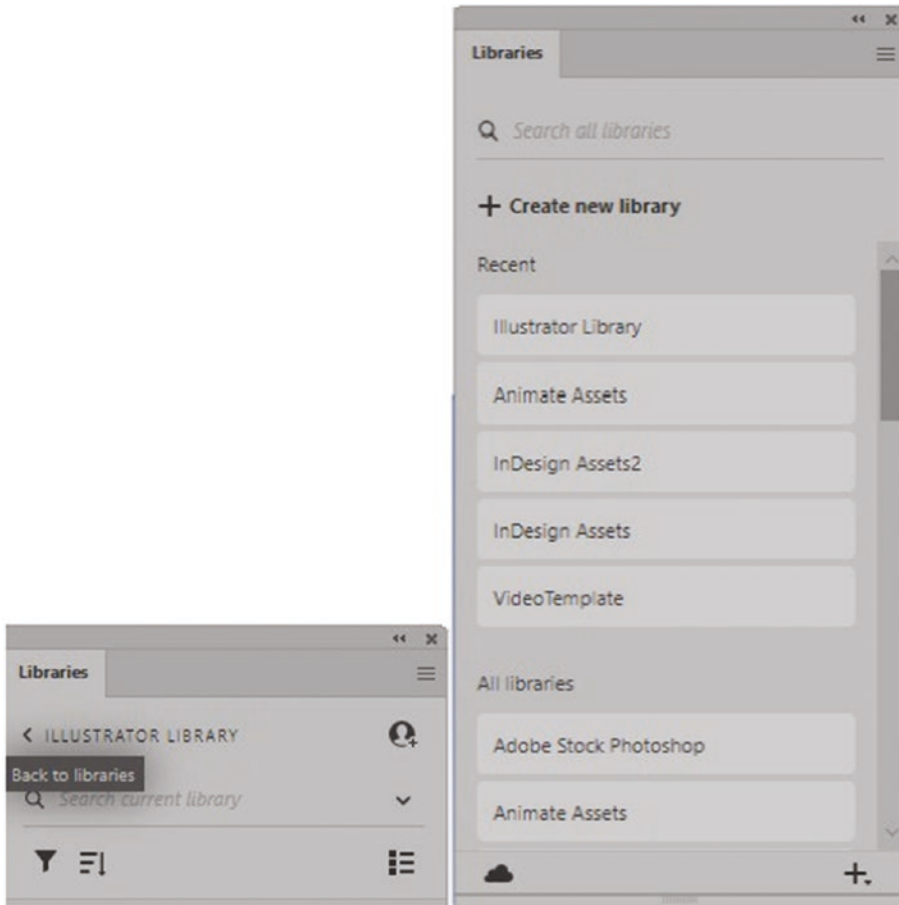 Libraries
ILLUSTRATOR LIBRARY
Back to libraries
Search current library
Libraries
Search all libraries
Create new library
Recent
Illustrator Library
Animate Assets
InDesign Assets2
InDesign Assets
VideoTemplate
All libraries
Adobe Stock Photoshop
Animate Assets